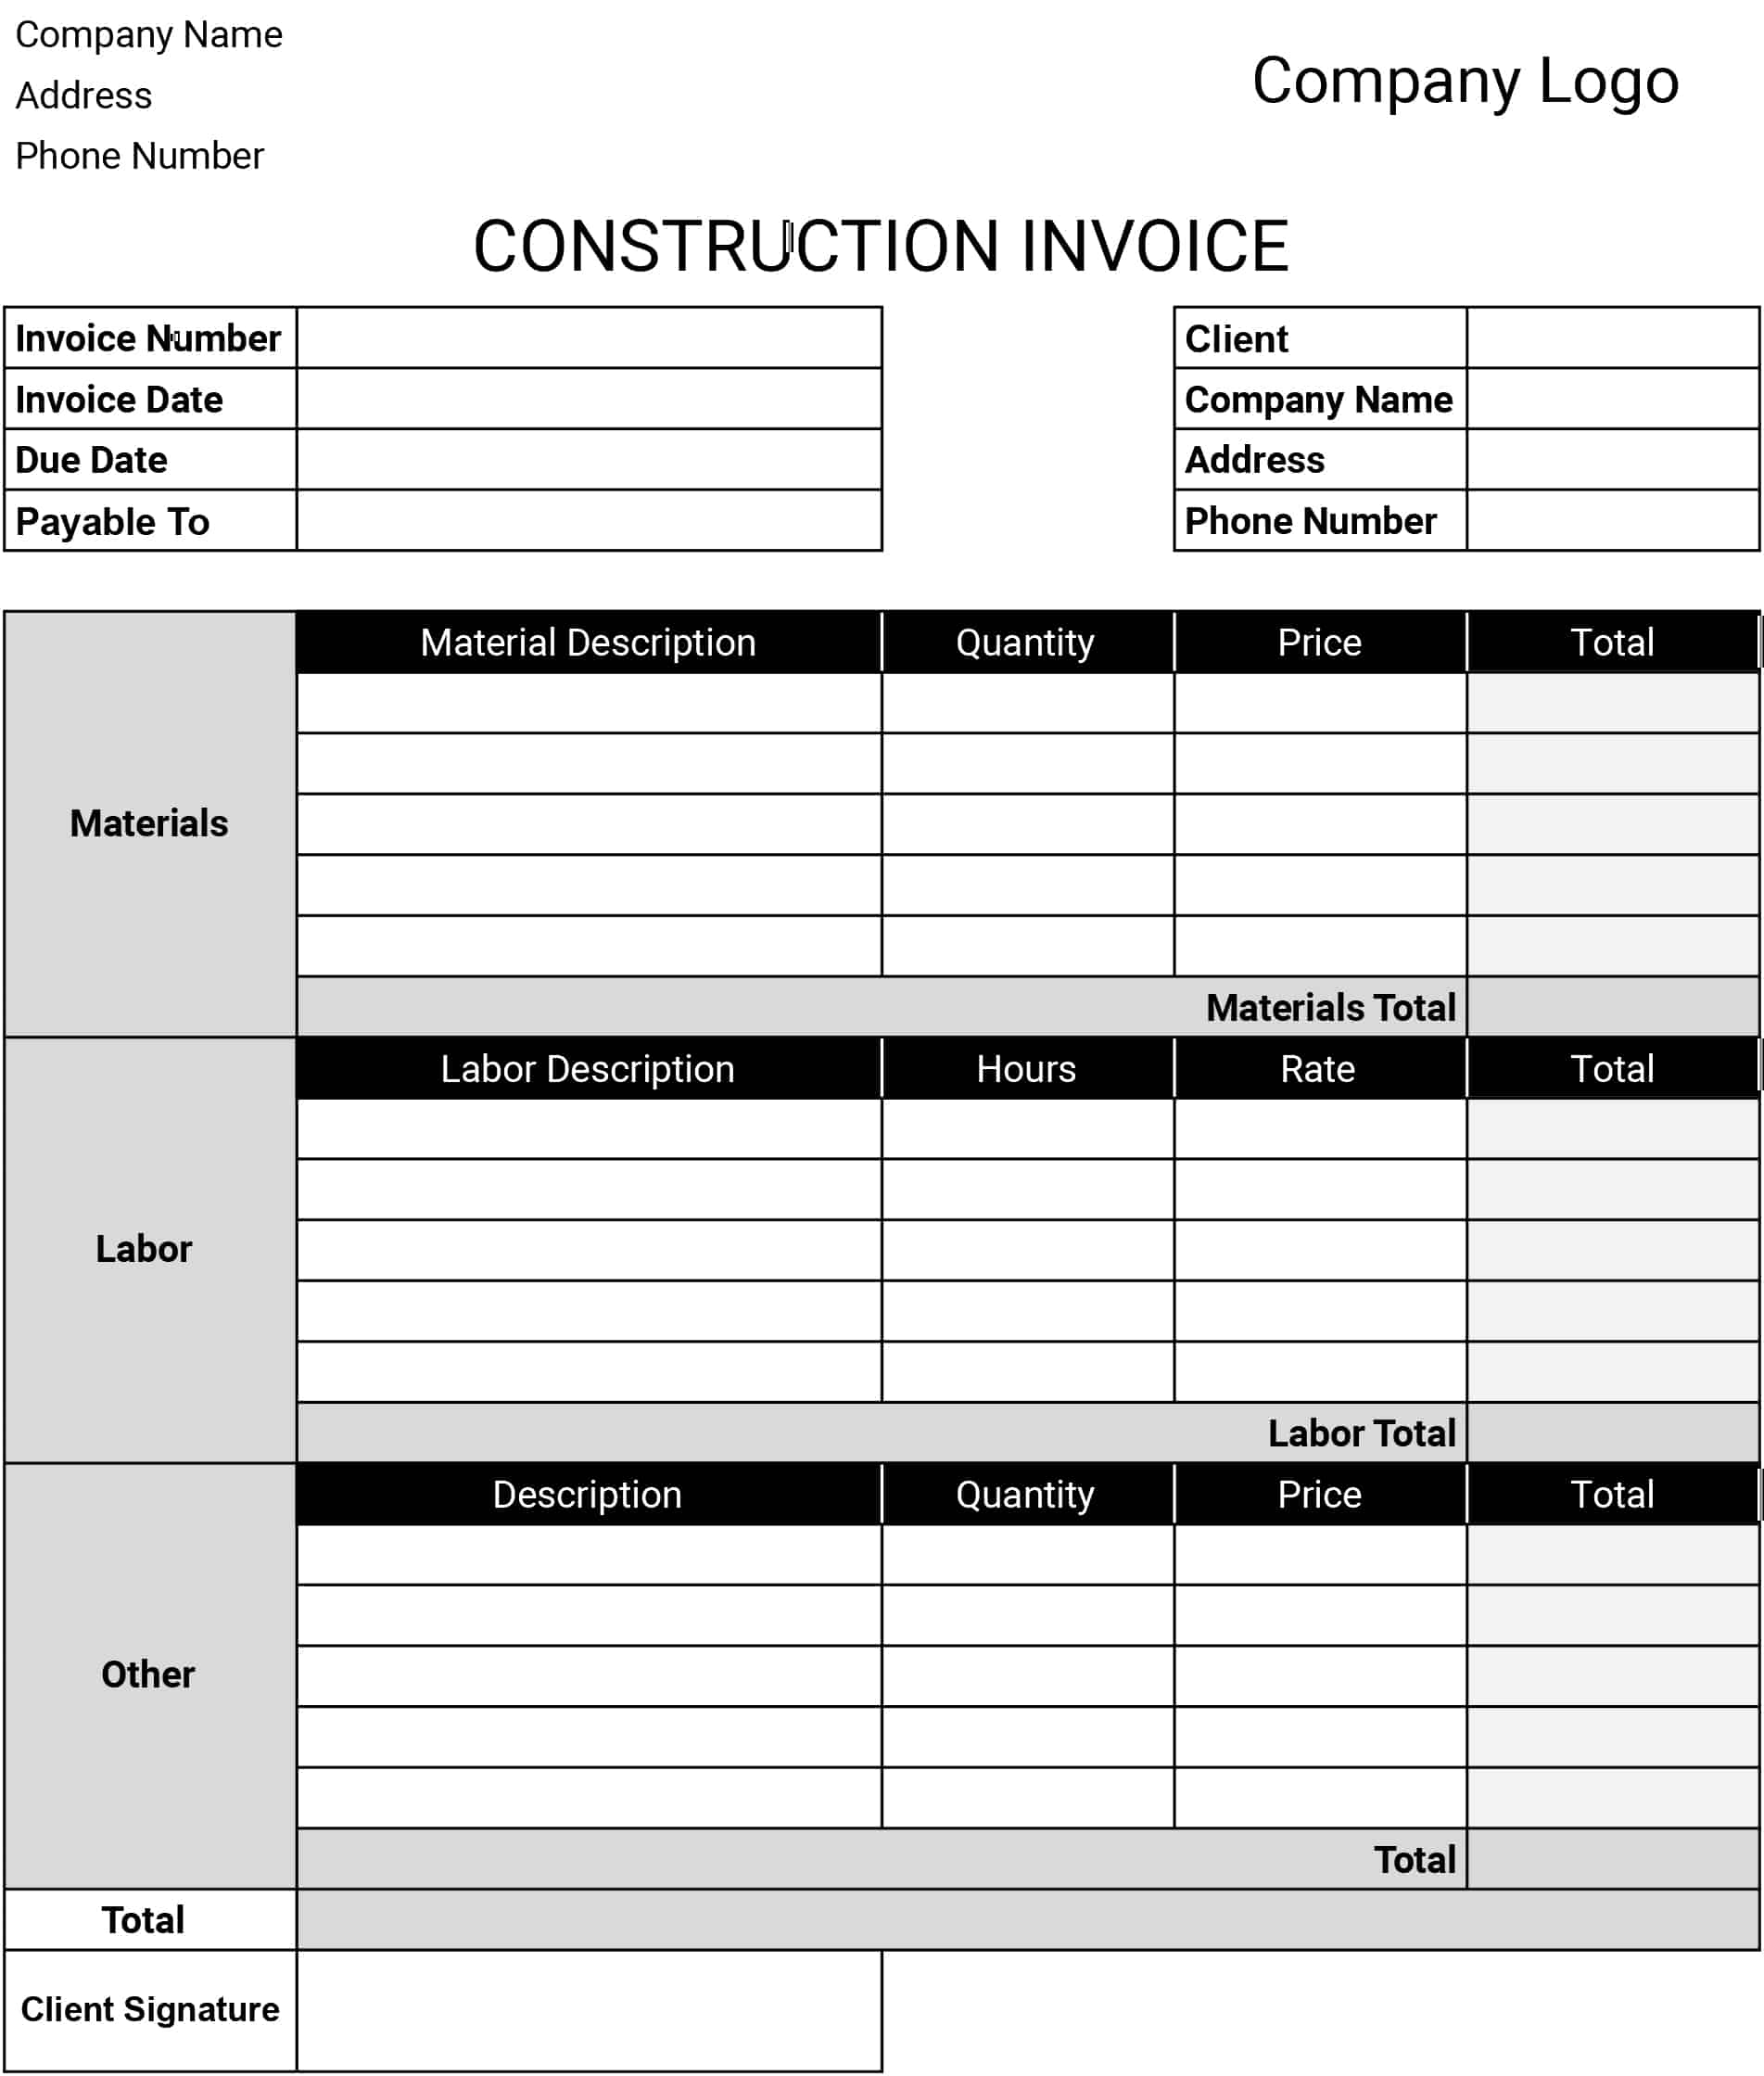 Company Name
Address
Phone Number
Company Logo
CONSTRUCTION INVOICE
Invoice Number
Invoice Date
Due Date
Payable To
Client
Company Name
Address
Phone Number
Materials
Material Description Quantity Price Total
Materials Total
Labor
Labor Description Hours Rate Total
Labor Total
Other
Description Quantity Price Total
Total
Total
Client Signature